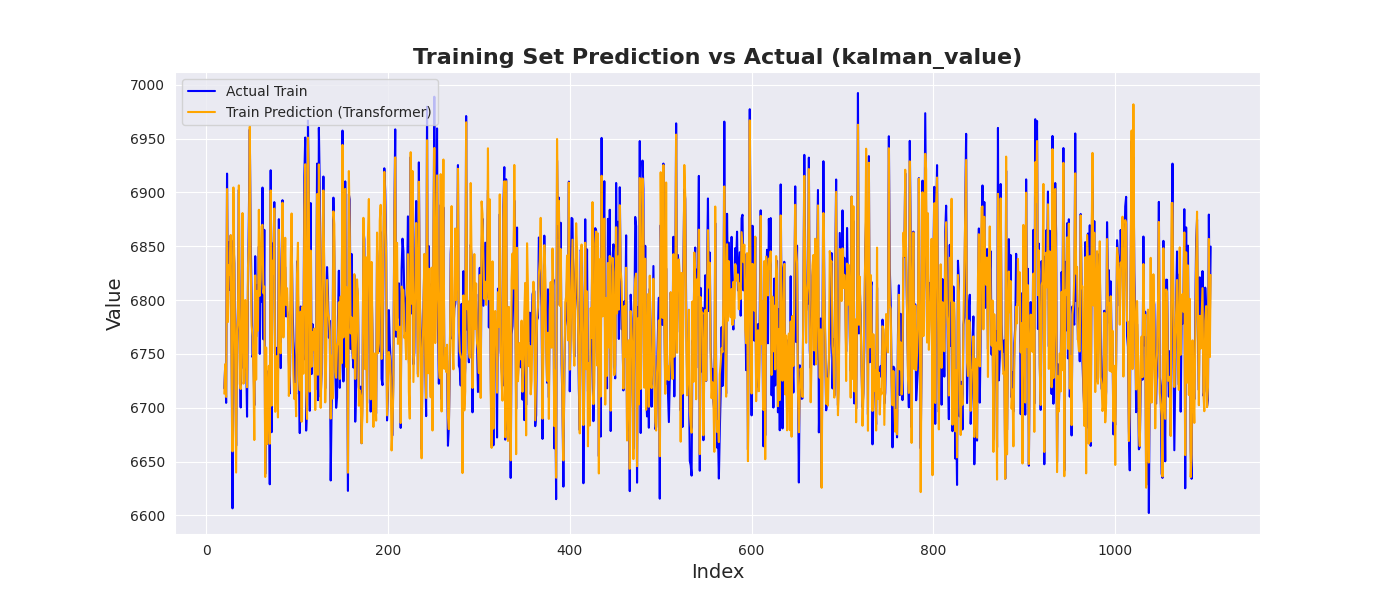 Training Set Prediction vs Actual (kalman_value)
Actual Train
Train Prediction (Transformer)
Value
7000
6950
6900
6850
6800
6750
6700
6650
6600
0 200 400 600 800 1000
Index